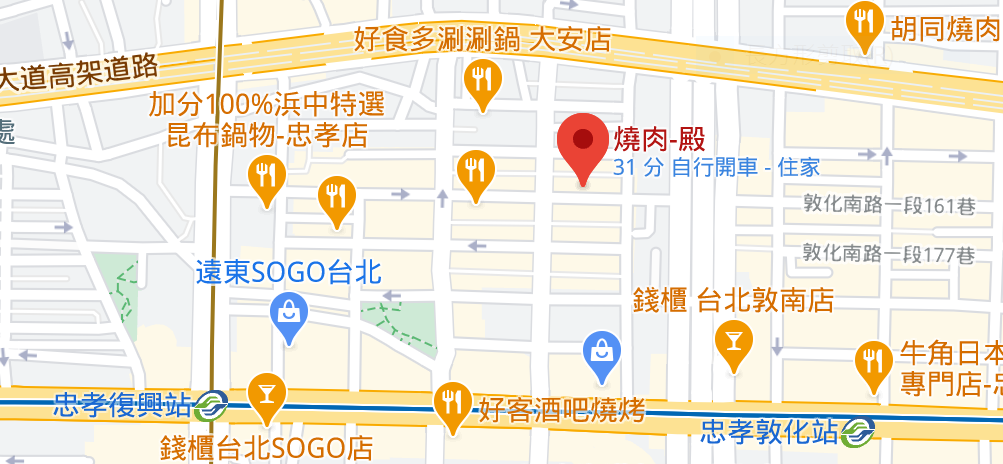 好食多涮涮鍋 大安店
胡同燒肉
大道高架道路
加分100%浜中特選
昆布鍋物-忠孝店
處
燒肉-殿
31 分 自行開車 - 住家
敦化南路一段161巷
敦化南路一段177巷
遠東SOGO台北
錢櫃 台北敦南店
牛角日本
專門店-忠
忠孝復興站
好客酒吧燒烤
忠孝敦化站
錢櫃台北SOGO店